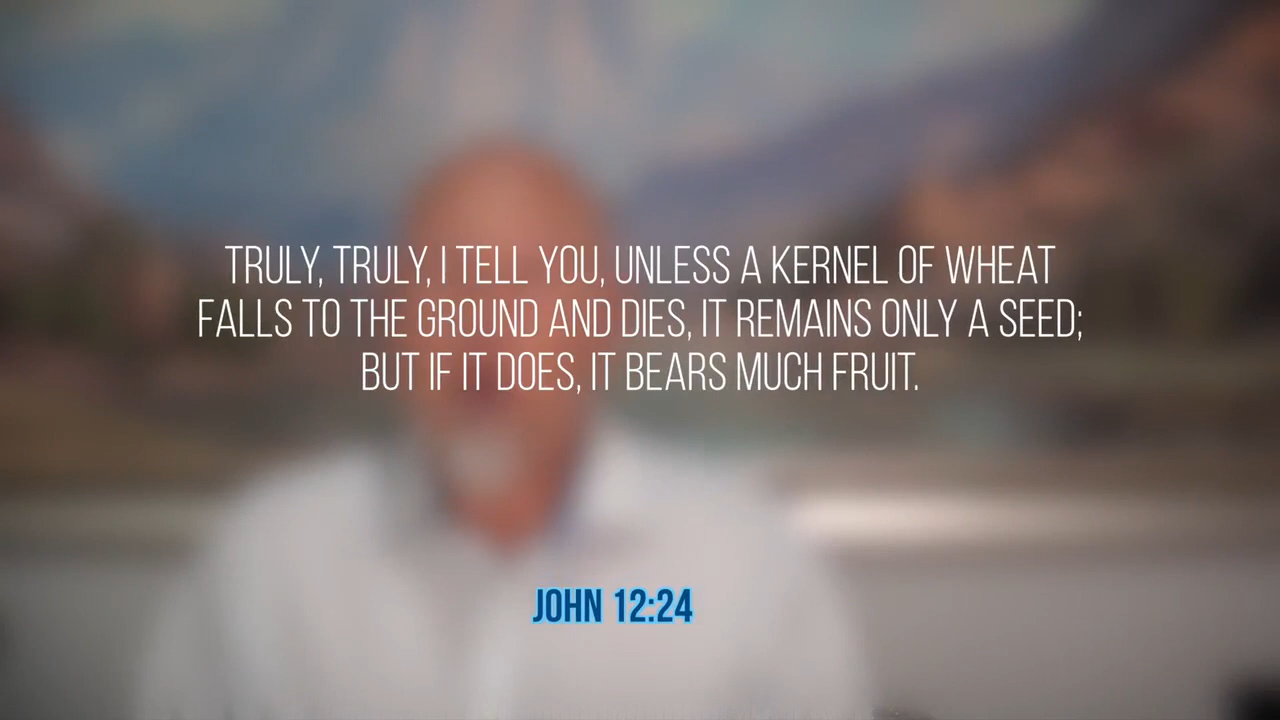 TRULY, TRULY, I TELL YOU, UNLESS A KERNEL OF WHEAT
FALLS TO THE GROUND AND DIES, IT REMAINS ONLY A SEED;
BUT IF IT DOES, IT BEARS MUCH FRUIT.
JOHN 12:24